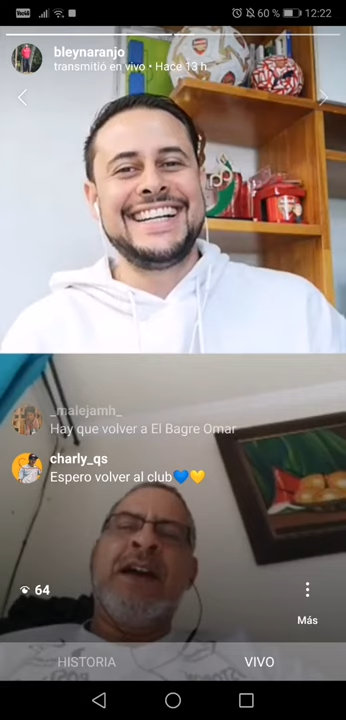 60 %
12:22
bleynaranjo
transmitió en vivo • Hace 13 h
_malejamh_
Hay que volver a El Bagre Omar
charly_qs
Espero volver al club💙💛
64
Más
HISTORIA
VIVO